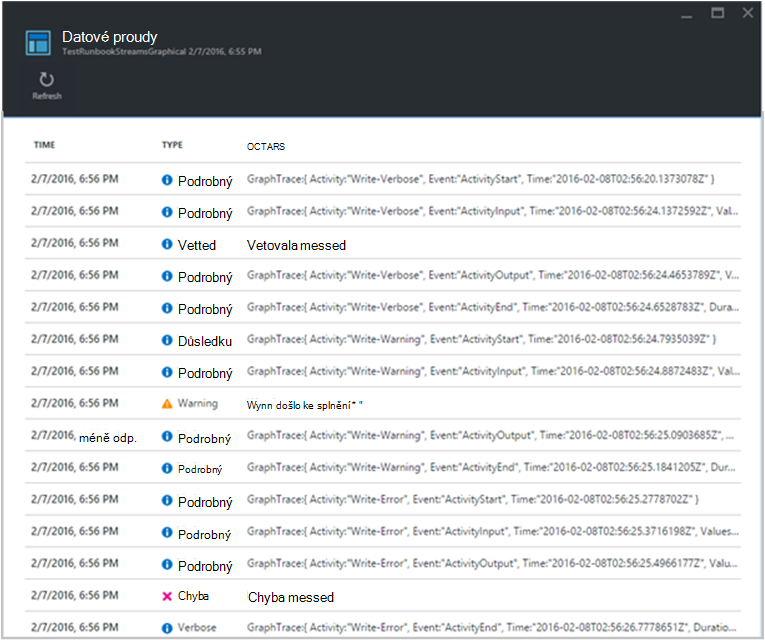 Datové proudy
TestRunbookStreamsGraphical 2/7/2016, 6:55 PM
Refresh
TIME TYPE OCTARS
2/7/2016, 6:56 PM Podrobný GraphTrace:{ Activity:"Write-Verbose", Event:"ActivityStart", Time:"2016-02-08T02:56:20.1373078Z" }
2/7/2016, 6:56 PM Podrobný GraphTrace:{ Activity:"Write-Verbose", Event:"ActivityInput", Time:"2016-02-08T02:56:24.1372592Z", Val...
2/7/2016, 6:56 PM Vetted Vetovala messed
2/7/2016, 6:56 PM Podrobný GraphTrace:{ Activity:"Write-Verbose", Event:"ActivityOutput", Time:"2016-02-08T02:56:24.4653789Z", V...
2/7/2016, 6:56 PM Podrobný GraphTrace:{ Activity:"Write-Verbose", Event:"ActivityEnd", Time:"2016-02-08T02:56:24.6528783Z", Dura...
2/7/2016, 6:56 PM Důsledku GraphTrace:{ Activity:"Write-Warning", Event:"ActivityStart", Time:"2016-02-08T02:56:24.7935039Z" }
2/7/2016, 6:56 PM Podrobný GraphTrace:{ Activity:"Write-Warning", Event:"ActivityInput", Time:"2016-02-08T02:56:24.8872483Z", Val...
2/7/2016, 6:56 PM Warning Wynn došlo ke splnění* "
2/7/2016, méně odp. Podrobný GraphTrace:{ Activity:"Write-Warning", Event:"ActivityOutput", Time:"2016-02-08T02:56:25.0903685Z", ...
2/7/2016, 6:56 PM Podrobný GraphTrace:{ Activity:"Write-Warning", Event:"ActivityEnd", Time:"2016-02-08T02:56:25.1841205Z", Dur...
2/7/2016, 6:56 PM Podrobný GraphTrace:{ Activity:"Write-Error", Event:"ActivityStart", Time:"2016-02-08T02:56:25.2778702Z" }
2/7/2016, 6:56 PM Podrobný GraphTrace:{ Activity:"Write-Error", Event:"ActivityInput", Time:"2016-02-08T02:56:25.3716198Z", Values...
2/7/2016, 6:56 PM Podrobný GraphTrace:{ Activity:"Write-Error", Event:"ActivityOutput", Time:"2016-02-08T02:56:25.4966177Z", Valu...
2/7/2016, 6:56 PM Chyba Chyba messed
2/7/2016, 6:56 PM Verbose GraphTrace:{ Activity:"Write-Error", Event:"ActivityEnd", Time:"2016-02-08T02:56:26.7778651Z", Duratio...